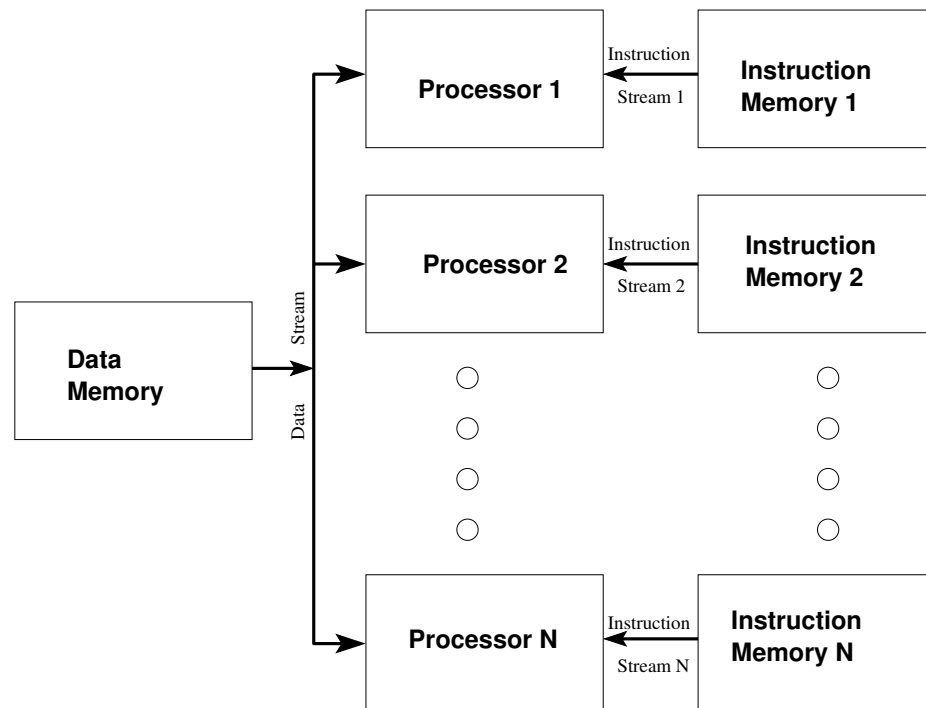 Processor 1
Instruction
Stream 1
Instruction
Memory 1
Processor 2
Instruction
Stream 2
Instruction
Memory 2
Data
Memory
Data Stream
Processor N
Instruction
Stream N
Instruction
Memory N